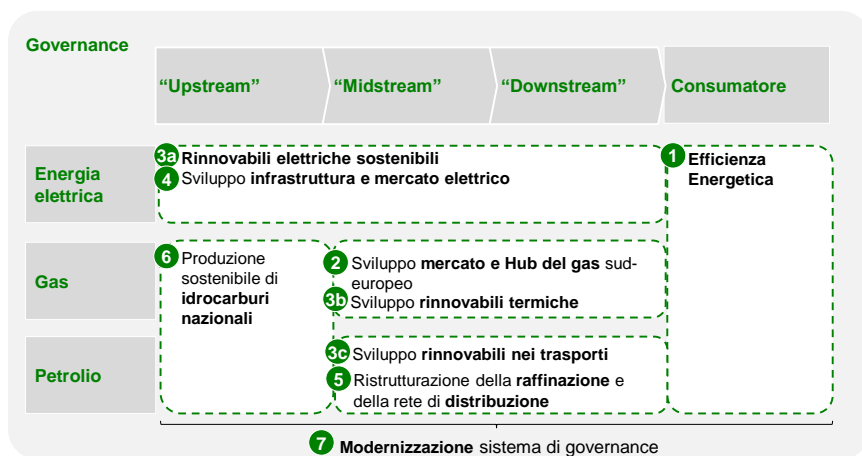 Governance
“Upstream” “Midstream” “Downstream” Consumatore
Energia
elettrica
3a Rinnovabili elettriche sostenibili
4 Sviluppo infrastruttura e mercato elettrico
1 Efficienza
Energetica
Gas
6 Produzione
sostenibile di
idrocarburi
nazionali
2 Sviluppo mercato e Hub del gas sud-
europeo
3b Sviluppo rinnovabili termiche
Petrolio
3c Sviluppo rinnovabili nei trasporti
5 Ristrutturazione della raffinazione e
della rete di distribuzione
7 Modernizzazione sistema di governance